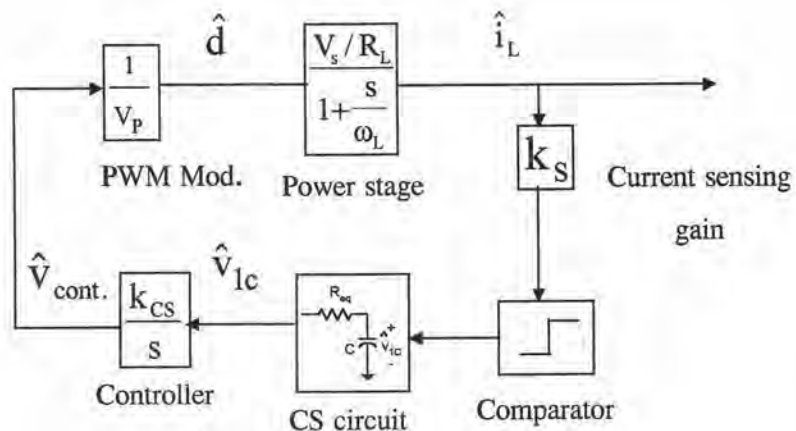 d̂
î_L
1
V_P
V_s / R_L
1+ s
ω_L
k_S
PWM Mod.
Power stage
Current sensing
gain
v̂_cont.
v̂_1c
k_CS
s
R_eq
C
+
v̂_1c
-
Controller
CS circuit
Comparator